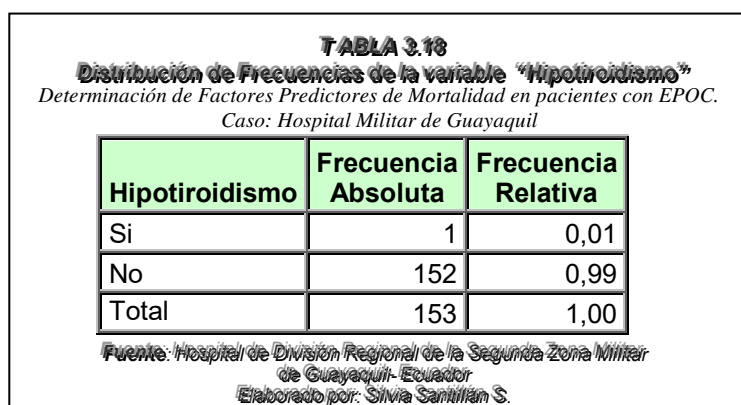 TABLA 3.18
Distribución de Frecuencias de la variable "Hipotiroidismo"
Determinación de Factores Predictores de Mortalidad en pacientes con EPOC.
Caso: Hospital Militar de Guayaquil
Hipotiroidismo Frecuencia Absoluta Frecuencia Relativa
Si 1 0,01
No 152 0,99
Total 153 1,00
Fuente: Hospital de División Regional de la Segunda Zona Militar
de Guayaquil- Ecuador
Elaborado por: Silvia Santillán S.